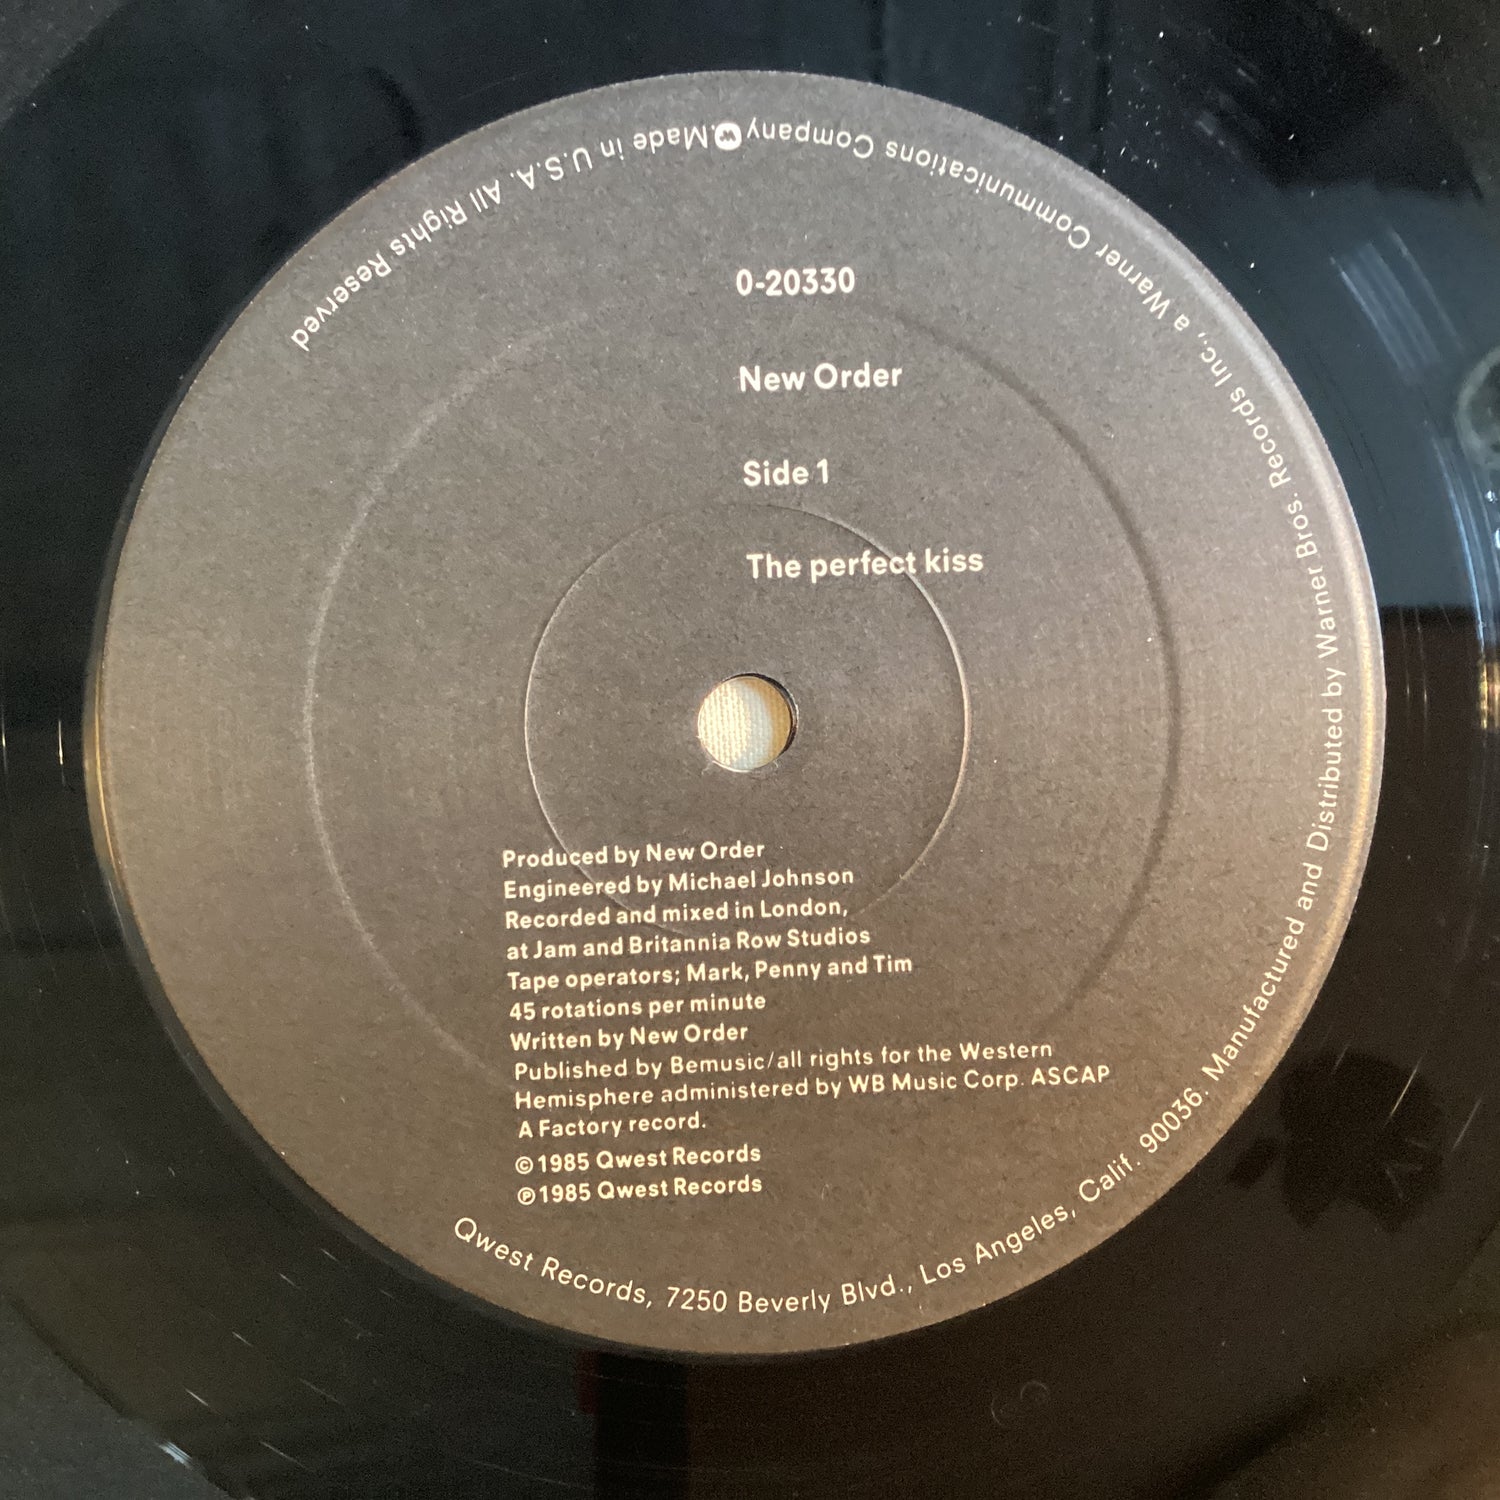 0-20330
New Order
Side 1
The perfect kiss
Produced by New Order
Engineered by Michael Johnson
Recorded and mixed in London,
at Jam and Britannia Row Studios
Tape operators; Mark, Penny and Tim
45 rotations per minute
Written by New Order
Published by Bemusic/all rights for the Western
Hemisphere administered by WB Music Corp. ASCAP
A Factory record.
©1985 Qwest Records
℗1985 Qwest Records
Qwest Records, 7250 Beverly Blvd., Los Angeles, Calif. 90036. Manufactured and Distributed by Warner Bros. Records Inc., a Warner Communications Company. Made in U.S.A. All Rights Reserved